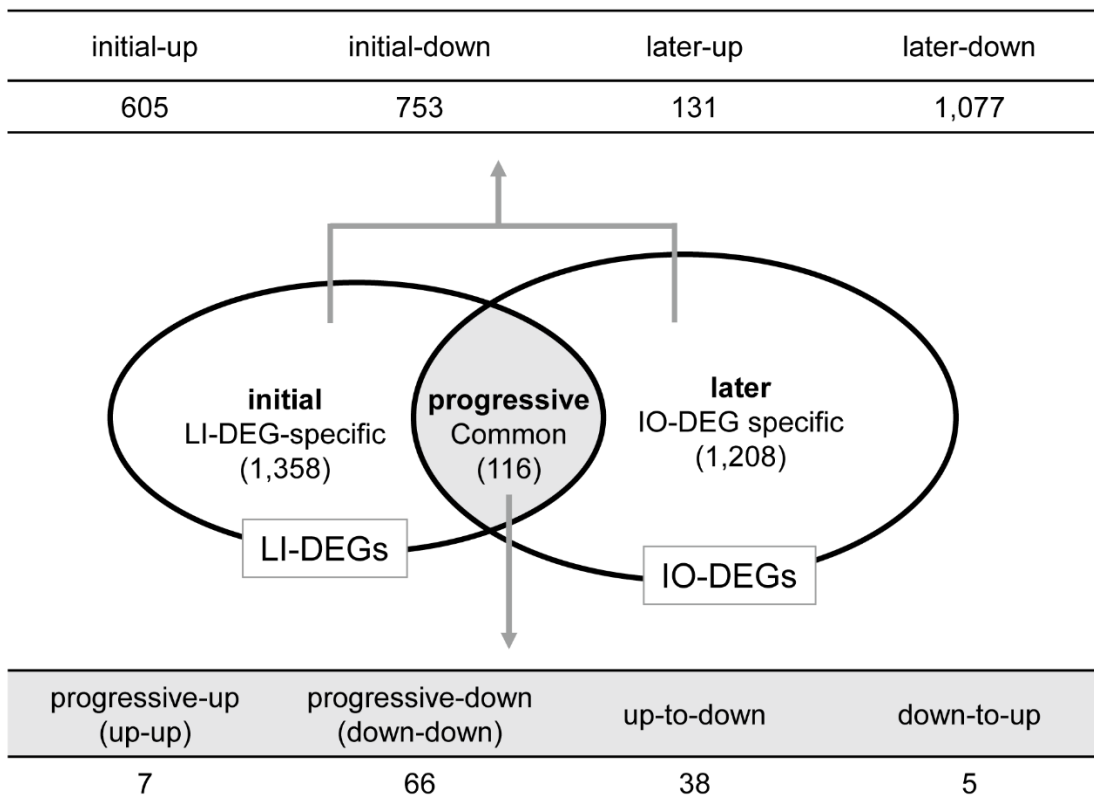 initial-up initial-down later-up later-down
605 753 131 1,077
initial
LI-DEG-specific
(1,358)
progressive
Common
(116)
later
IO-DEG specific
(1,208)
LI-DEGs
IO-DEGs
progressive-up progressive-down up-to-down down-to-up
(up-up) (down-down)
7 66 38 5